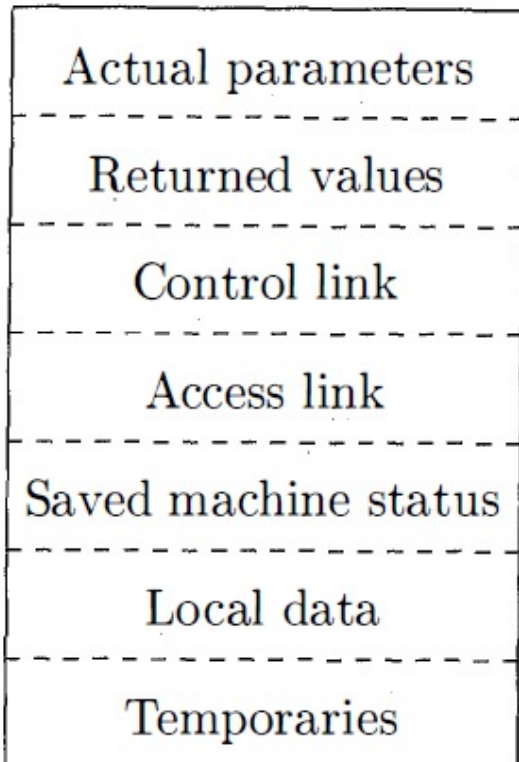 Actual parameters
Returned values
Control link
Access link
Saved machine status
Local data
Temporaries